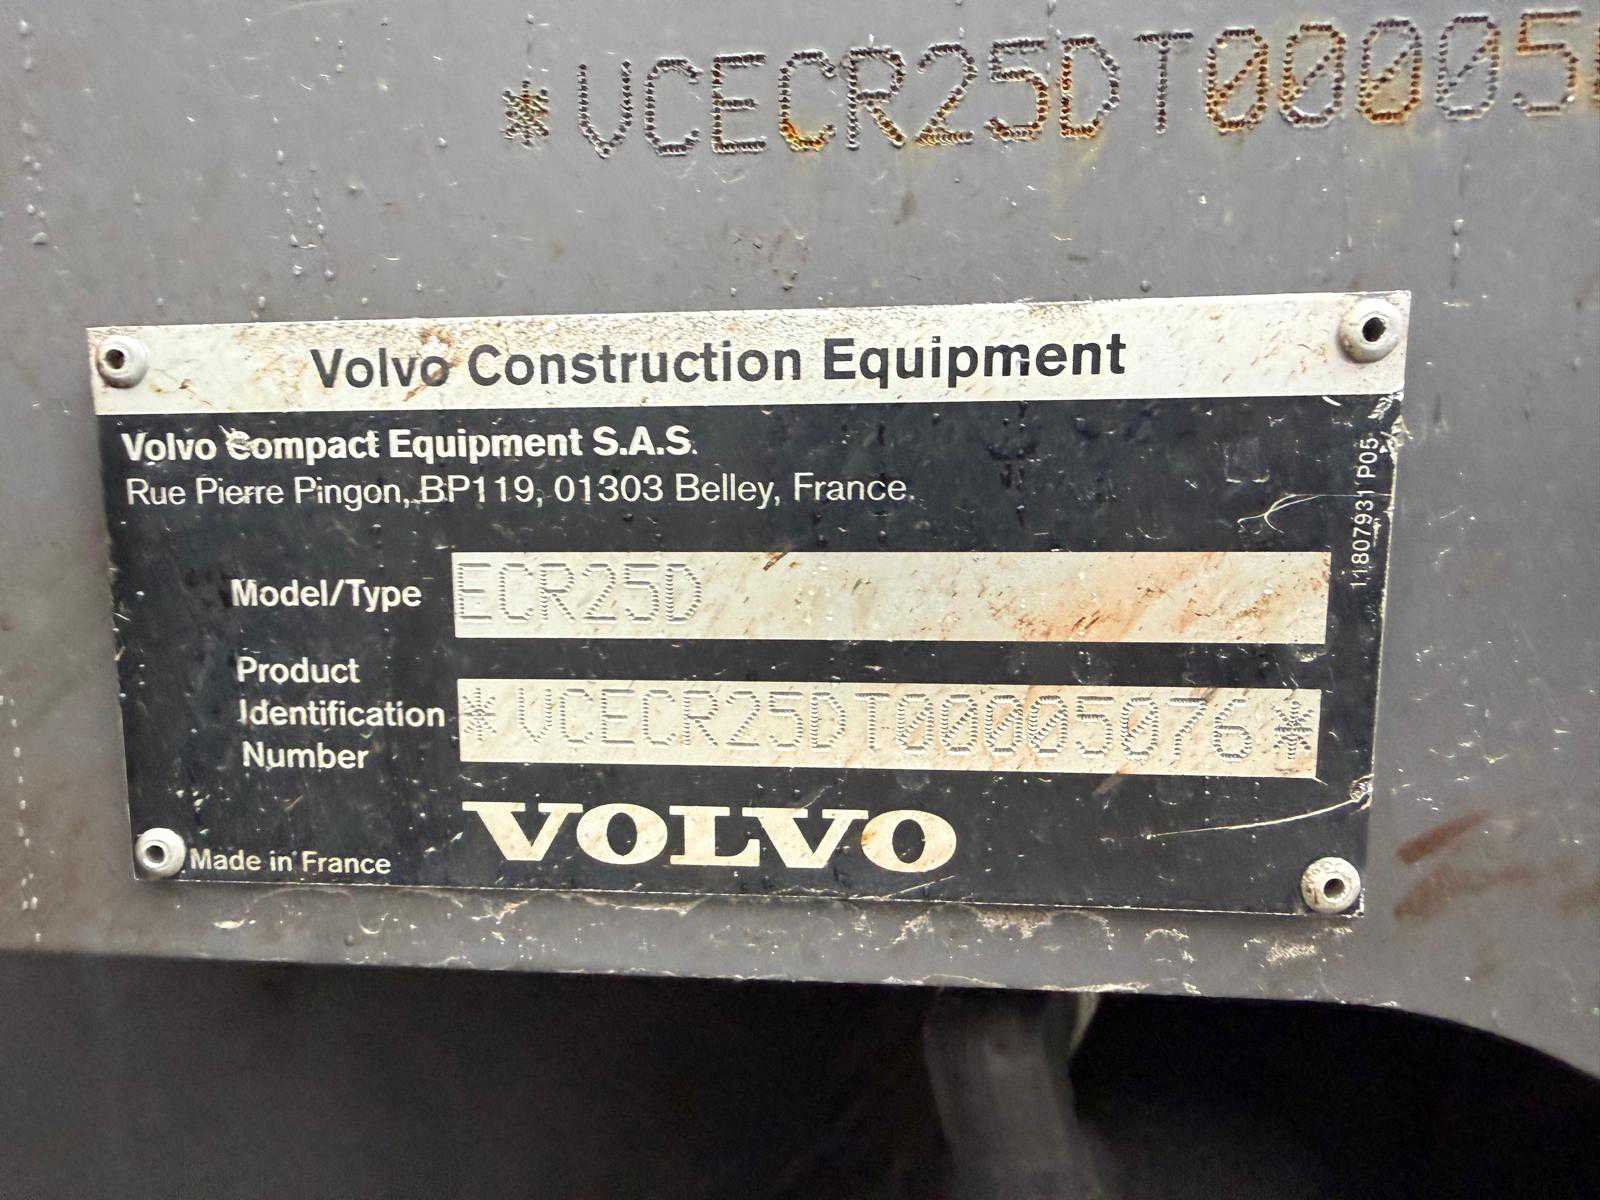 *VCECR25DT00005
Volvo Construction Equipment
Volvo Compact Equipment S.A.S.
Rue Pierre Pingon, BP119, 01303 Belley, France.
11807931 P05
Model/Type ECR25D
Product
Identification
Number
*VCECR25DT00005076*
VOLVO
Made in France